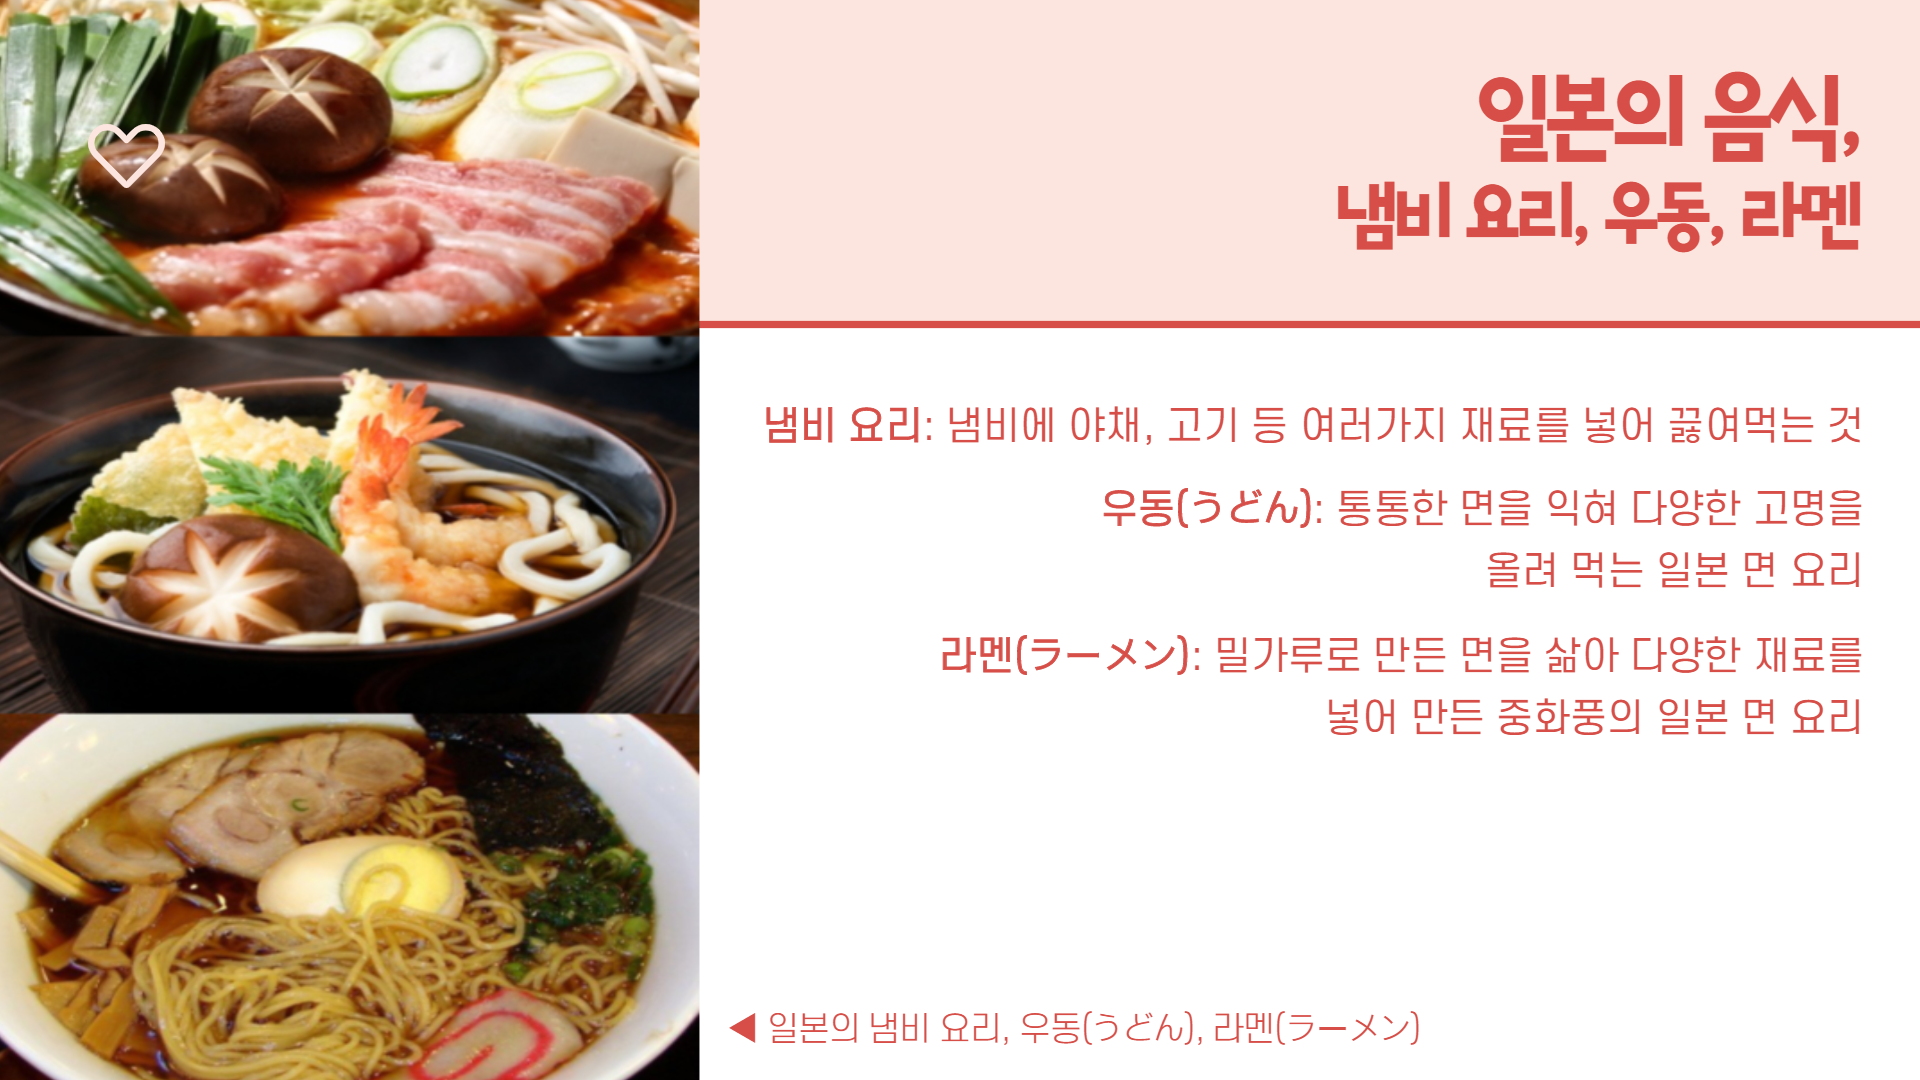 일본의 음식,
냄비 요리, 우동, 라멘
냄비 요리: 냄비에 야채, 고기 등 여러가지 재료를 넣어 끓여먹는 것
우동(うどん): 통통한 면을 익혀 다양한 고명을
올려 먹는 일본 면 요리
라멘(ラーメン): 밀가루로 만든 면을 삶아 다양한 재료를
넣어 만든 중화풍의 일본 면 요리
◀ 일본의 냄비 요리, 우동(うどん), 라멘(ラーメン)